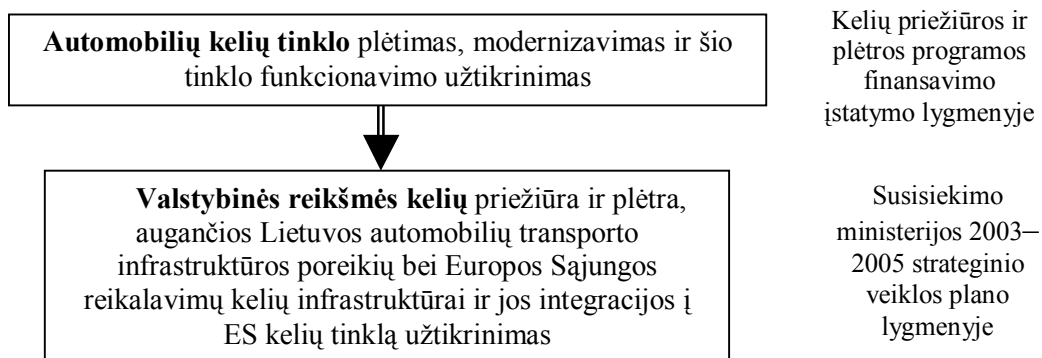 Automobilių kelių tinklo plėtimas, modernizavimas ir šio
tinklo funkcionavimo užtikrinimas
Kelių priežiūros ir
plėtros programos
finansavimo
įstatymo lygmenyje
Valstybinės reikšmės kelių priežiūra ir plėtra,
augančios Lietuvos automobilių transporto
infrastruktūros poreikių bei Europos Sąjungos
reikalavimų kelių infrastruktūrai ir jos integracijos į
ES kelių tinklą užtikrinimas
Susisiekimo
ministerijos 2003–
2005 strateginio
veiklos plano
lygmenyje